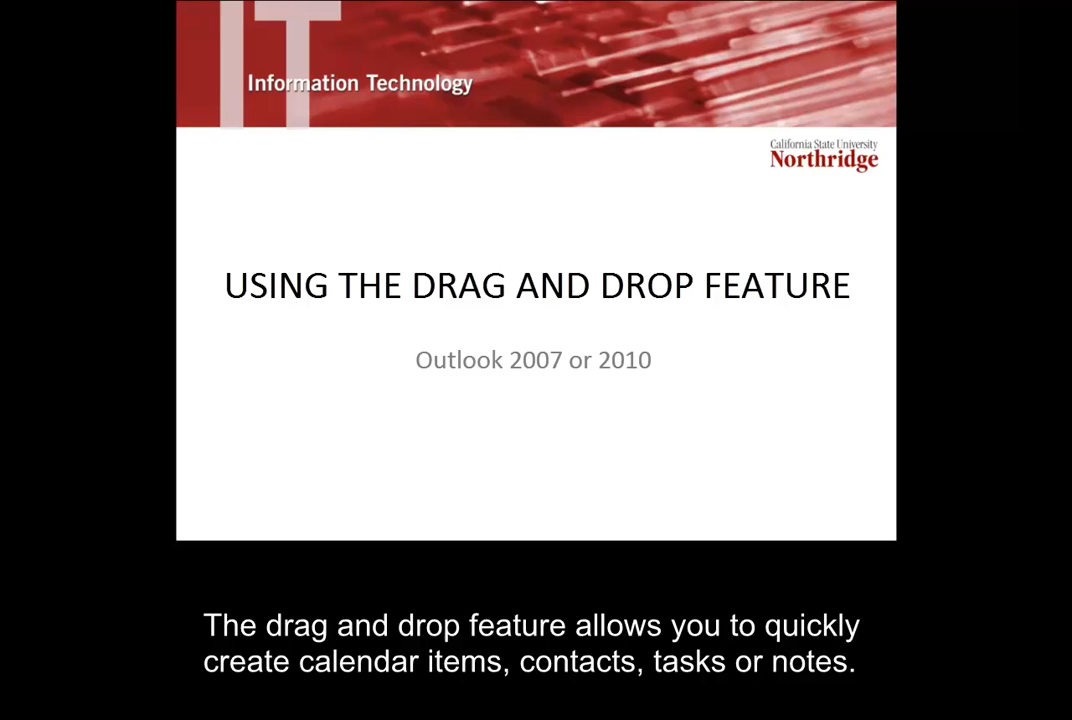 IT
Information Technology
California State University
Northridge
USING THE DRAG AND DROP FEATURE
Outlook 2007 or 2010
The drag and drop feature allows you to quickly
create calendar items, contacts, tasks or notes.